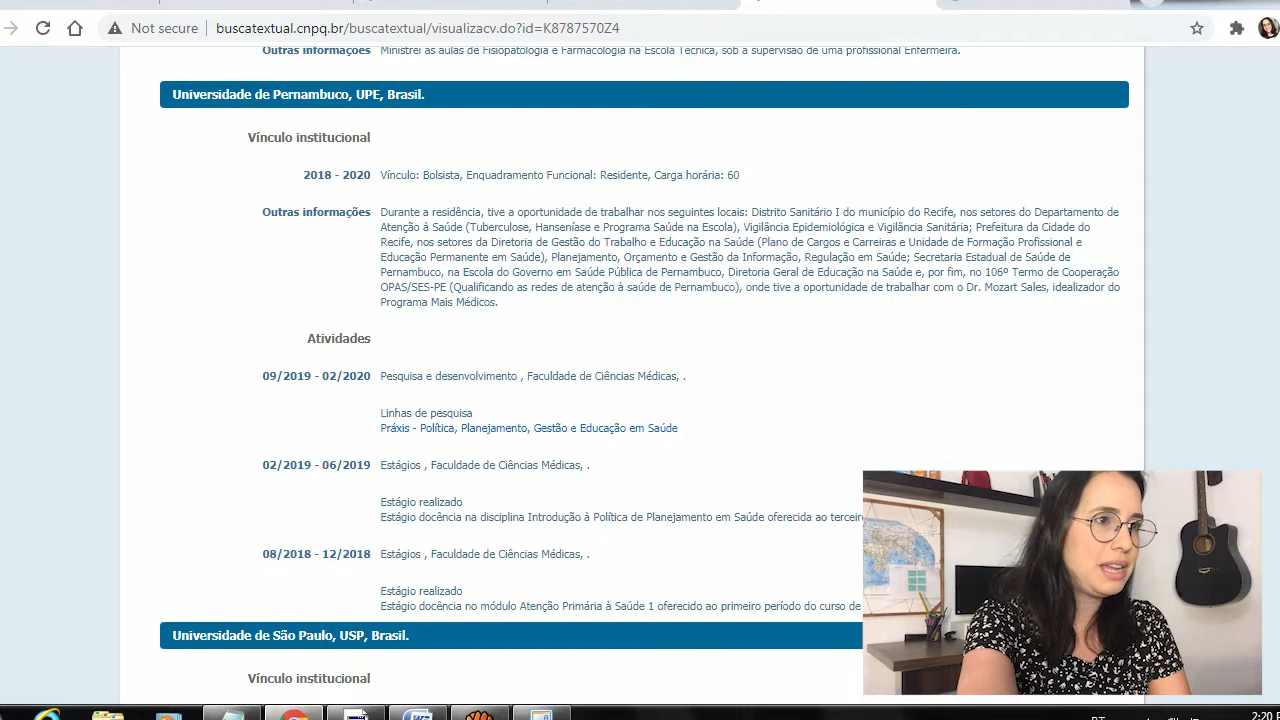 Not secure buscatextual.cnpq.br/buscatextual/visualizacv.do?id=K8787570Z4
Outras informações Ministrei as aulas de Fisiopatologia e Farmacologia na Escola Técnica, sob a supervisão de uma profissional Enfermeira.
Universidade de Pernambuco, UPE, Brasil.
Vínculo institucional
2018 - 2020 Vínculo: Bolsista, Enquadramento Funcional: Residente, Carga horária: 60
Outras informações Durante a residência, tive a oportunidade de trabalhar nos seguintes locais: Distrito Sanitário I do município do Recife, nos setores do Departamento de
Atenção à Saúde (Tuberculose, Hanseníase e Programa Saúde na Escola), Vigilância Epidemiológica e Vigilância Sanitária; Prefeitura da Cidade do
Recife, nos setores da Diretoria de Gestão do Trabalho e Educação na Saúde (Plano de Cargos e Carreiras e Unidade de Formação Profissional e
Educação Permanente em Saúde), Planejamento, Orçamento e Gestão da Informação, Regulação em Saúde; Secretaria Estadual de Saúde de
Pernambuco, na Escola do Governo em Saúde Pública de Pernambuco, Diretoria Geral de Educação na Saúde e, por fim, no 106º Termo de Cooperação
OPAS/SES-PE (Qualificando as redes de atenção à saúde de Pernambuco), onde tive a oportunidade de trabalhar com o Dr. Mozart Sales, idealizador do
Programa Mais Médicos.
Atividades
09/2019 - 02/2020 Pesquisa e desenvolvimento , Faculdade de Ciências Médicas, .
Linhas de pesquisa
Práxis - Política, Planejamento, Gestão e Educação em Saúde
02/2019 - 06/2019 Estágios , Faculdade de Ciências Médicas, .
Estágio realizado
Estágio docência na disciplina Introdução à Política de Planejamento em Saúde oferecida ao
08/2018 - 12/2018 Estágios , Faculdade de Ciências Médicas, .
Estágio realizado
Estágio docência no módulo Atenção Primária à Saúde 1 oferecido ao primeiro período do curso de
Universidade de São Paulo, USP, Brasil.
Vínculo institucional
2:20